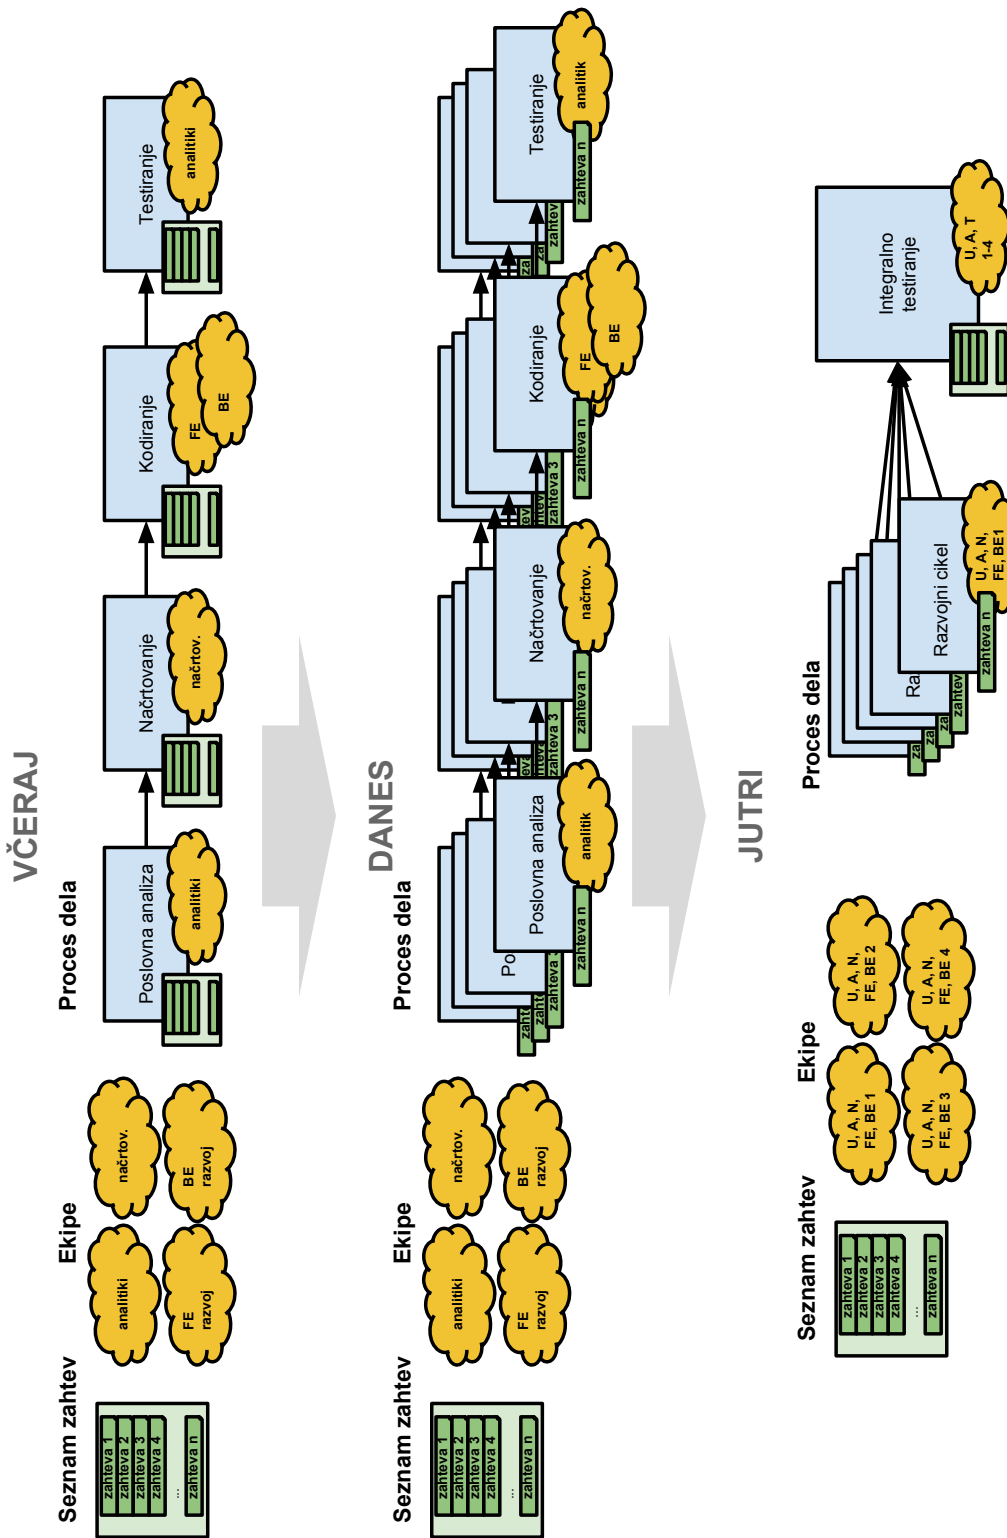 VČERAJ
Seznam zahtev
Ekipe
Proces dela
zahteva 1
zahteva 2
zahteva 3
zahteva 4
...
zahteva n
analitiki
načrtov.
FE
razvoj
BE
razvoj
Poslovna analiza
analitiki
Načrtovanje
načrtov.
Kodiranje
FE
BE
Testiranje
analitiki
DANES
Seznam zahtev
Ekipe
Proces dela
zahteva 1
zahteva 2
zahteva 3
zahteva 4
...
zahteva n
analitiki
načrtov.
FE
razvoj
BE
razvoj
Poslovna analiza
analitik
zahteva n
Načrtovanje
načrtov.
zahteva n
zahteva 3
Kodiranje
FE
BE
zahteva n
zahteva 3
Testiranje
analitik
zahteva n
JUTRI
Seznam zahtev
Ekipe
Proces dela
zahteva 1
zahteva 2
zahteva 3
zahteva 4
...
zahteva n
U, A, N,
FE, BE 1
U, A, N,
FE, BE 2
U, A, N,
FE, BE 3
U, A, N,
FE, BE 4
Razvojni cikel
U, A, N,
FE, BE1
zahteva n
Integralno
testiranje
U, A, T
1-4